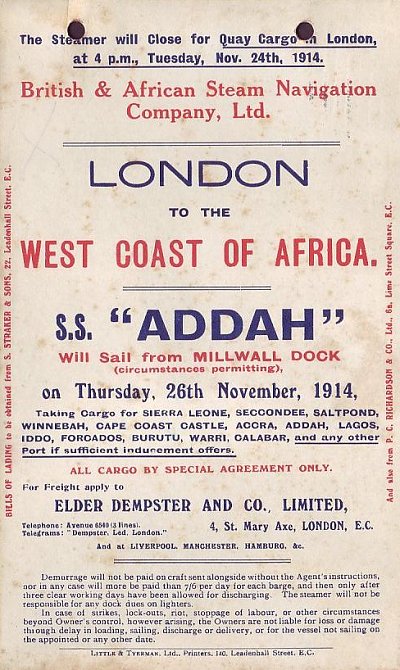 The Steamer will Close for Quay Cargo in London,
at 4 p.m., Tuesday, Nov. 24th, 1914.
British & African Steam Navigation
Company, Ltd.
LONDON
TO THE
WEST COAST OF AFRICA.
S.S. "ADDAH"
Will Sail from MILLWALL DOCK
(circumstances permitting),
on Thursday, 26th November, 1914,
Taking Cargo for SIERRA LEONE, SECCONDEE, SALTPOND,
WINNEBAH, CAPE COAST CASTLE, ACCRA, ADDAH, LAGOS,
IDDO, FORCADOS, BURUTU, WARRI, CALABAR, and any other
Port if sufficient inducement offers.
ALL CARGO BY SPECIAL AGREEMENT ONLY.
For Freight apply to
ELDER DEMPSTER AND CO., LIMITED,
Telephone: Avenue 6540 (3 lines).
Telegrams: "Dempster, Led, London."
4, St. Mary Axe, LONDON, E.C.
And at LIVERPOOL, MANCHESTER, HAMBURG, &c.
Demurrage will not be paid on craft sent alongside without the Agent's instructions,
nor in any case will more be paid than 7/6 per day for each barge, and then only after
three clear working days have been allowed for discharging. The steamer will not be
responsible for any dock dues on lighters.
In case of strikes, lock-outs, riot, stoppage of labour, or other circumstances
beyond Owner's control, however arising, the Owners are not liable for loss or damage
through delay in loading, sailing, discharge or delivery, or for the vessel not sailing on
the appointed or any other date.
LITTLE & TYERMAN, Ltd., Printers, 140, Leadenhall Street, E.C.
BILLS OF LADING to be obtained from S. STRAKER & SONS, 22, Leadenhall Street, E.C.
And also from P. C. RICHARDSON & CO., Ltd., 6a, Lime Street Square, E.C.